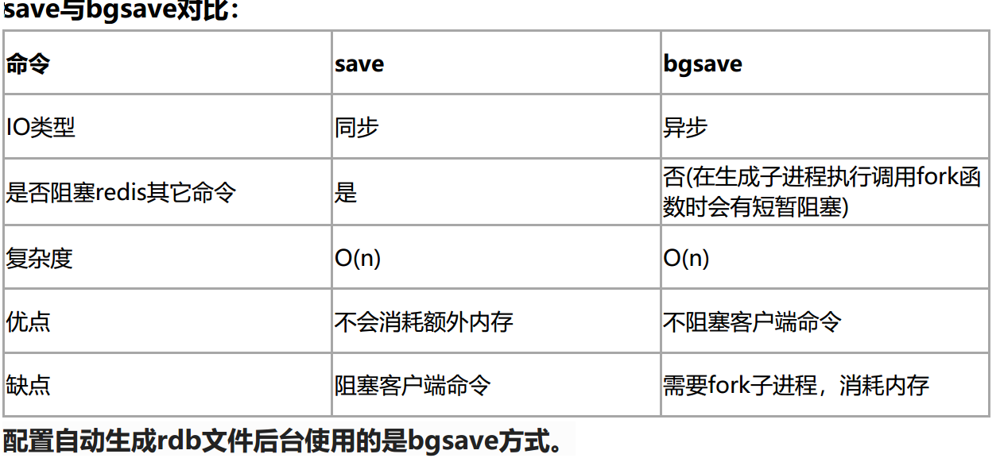 save与bgsave对比：
命令 save bgsave
IO类型 同步 异步
是否阻塞redis其它命令 是 否(在生成子进程执行调用fork函
数时会有短暂阻塞)
复杂度 O(n) O(n)
优点 不会消耗额外内存 不阻塞客户端命令
缺点 阻塞客户端命令 需要fork子进程，消耗内存
配置自动生成rdb文件后台使用的是bgsave方式。